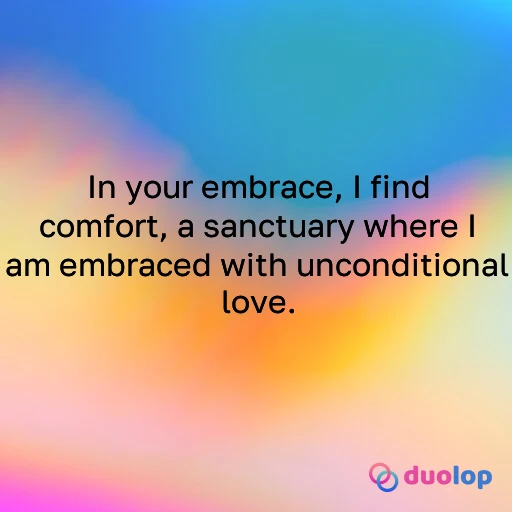 In your embrace, I find
comfort, a sanctuary where I
am embraced with unconditional
love.
duolop